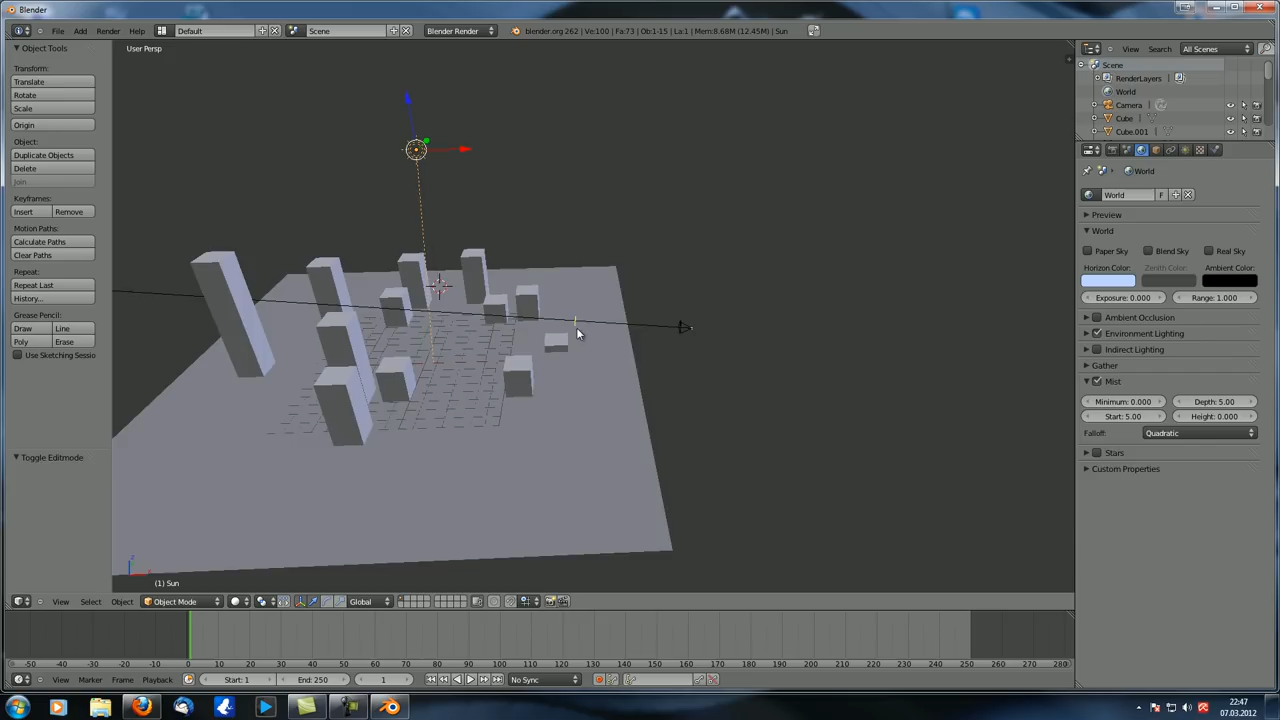 Blender
File Add Render Help Default Scene Blender Render blender.org 262 | Ve:100 | Fa:73 | Ob:1-15 | La:1 | Mem:8.68M (12.45M) | Sun
Object Tools
Transform:
Translate
Rotate
Scale
Origin
Object:
Duplicate Objects
Delete
Join
Keyframes:
Insert Remove
Motion Paths:
Calculate Paths
Clear Paths
Repeat:
Repeat Last
History...
Grease Pencil:
Draw Line
Poly Erase
Use Sketching Sessio
Toggle Editmode
User Persp
z
(1) Sun
View Select Object Object Mode Global
View Search All Scenes
Scene
RenderLayers
World
Camera
Cube
Cube.001
World
World F
Preview
World
Paper Sky Blend Sky Real Sky
Horizon Color Zenith Color Ambient Color
Exposure: 0.000 Range: 1.000
Ambient Occlusion
Environment Lighting
Indirect Lighting
Gather
Mist
Minimum: 0.000 Depth: 5.00
Start: 5.00 Height: 0.000
Falloff: Quadratic
Stars
Custom Properties
-50 -40 -30 -20 -10 0 10 20 30 40 50 60 70 80 90 100 110 120 130 140 150 160 170 180 190 200 210 220 230 240 250 260 270 280
View Marker Frame Playback Start: 1 End: 250 1 No Sync
22:47
07.03.2012